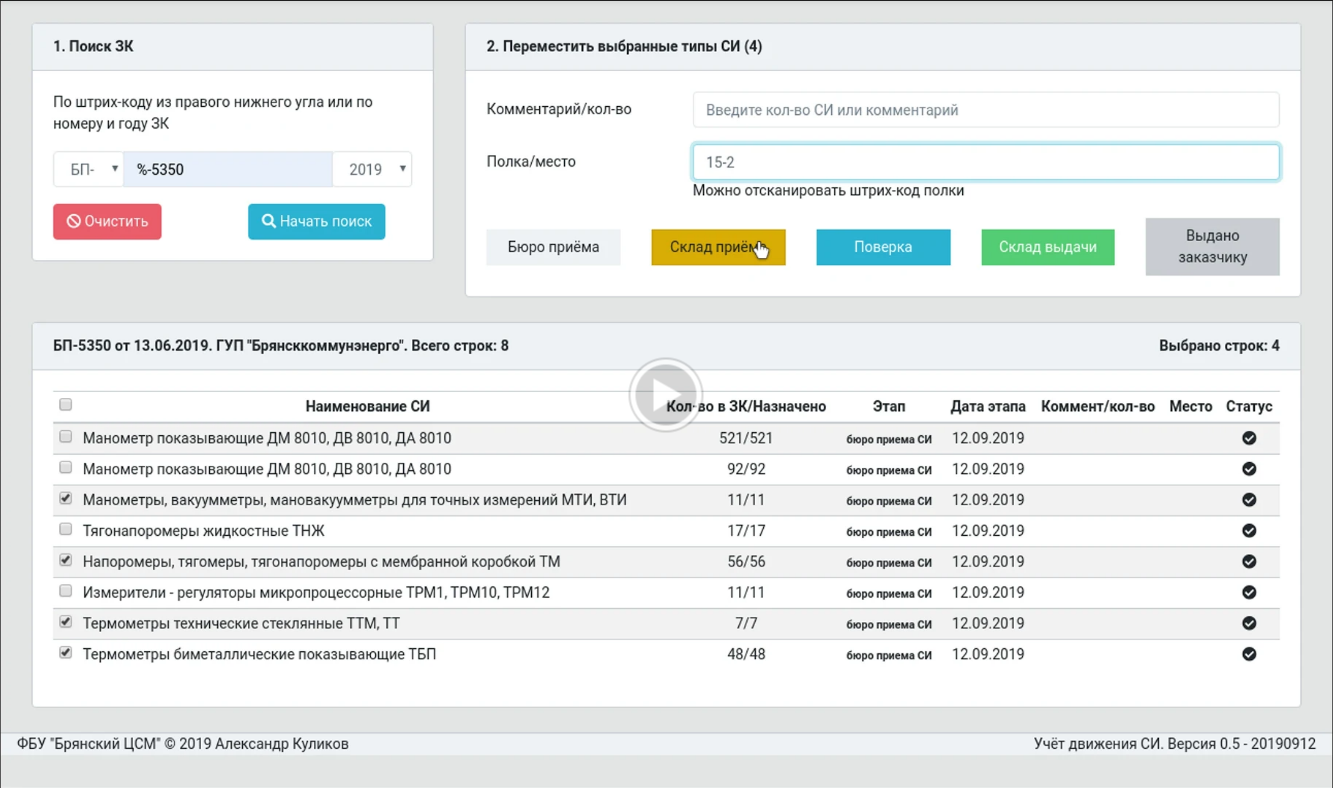 1. Поиск ЗК
По штрих-коду из правого нижнего угла или по
номеру и году ЗК
БП- %-5350 2019
Очистить Начать поиск
2. Переместить выбранные типы СИ (4)
Комментарий/кол-во Введите кол-во СИ или комментарий
Полка/место 15-2
Можно отсканировать штрих-код полки
Бюро приёма Склад приёма Поверка Склад выдачи Выдано
заказчику
БП-5350 от 13.06.2019. ГУП "Брянсккоммунэнерго". Всего строк: 8 Выбрано строк: 4
Наименование СИ Кол-во в ЗК/Назначено Этап Дата этапа Коммент/кол-во Место Статус
Манометр показывающие ДМ 8010, ДВ 8010, ДА 8010 521/521 бюро приема СИ 12.09.2019
Манометр показывающие ДМ 8010, ДВ 8010, ДА 8010 92/92 бюро приема СИ 12.09.2019
Манометры, вакуумметры, мановакуумметры для точных измерений МТИ, ВТИ 11/11 бюро приема СИ 12.09.2019
Тягонапоромеры жидкостные ТНЖ 17/17 бюро приема СИ 12.09.2019
Напоромеры, тягомеры, тягонапоромеры с мембранной коробкой ТМ 56/56 бюро приема СИ 12.09.2019
Измерители - регуляторы микропроцессорные ТРМ1, ТРМ10, ТРМ12 11/11 бюро приема СИ 12.09.2019
Термометры технические стеклянные ТТМ, ТТ 7/7 бюро приема СИ 12.09.2019
Термометры биметаллические показывающие ТБП 48/48 бюро приема СИ 12.09.2019
ФБУ "Брянский ЦСМ" © 2019 Александр Куликов Учёт движения СИ. Версия 0.5 - 20190912